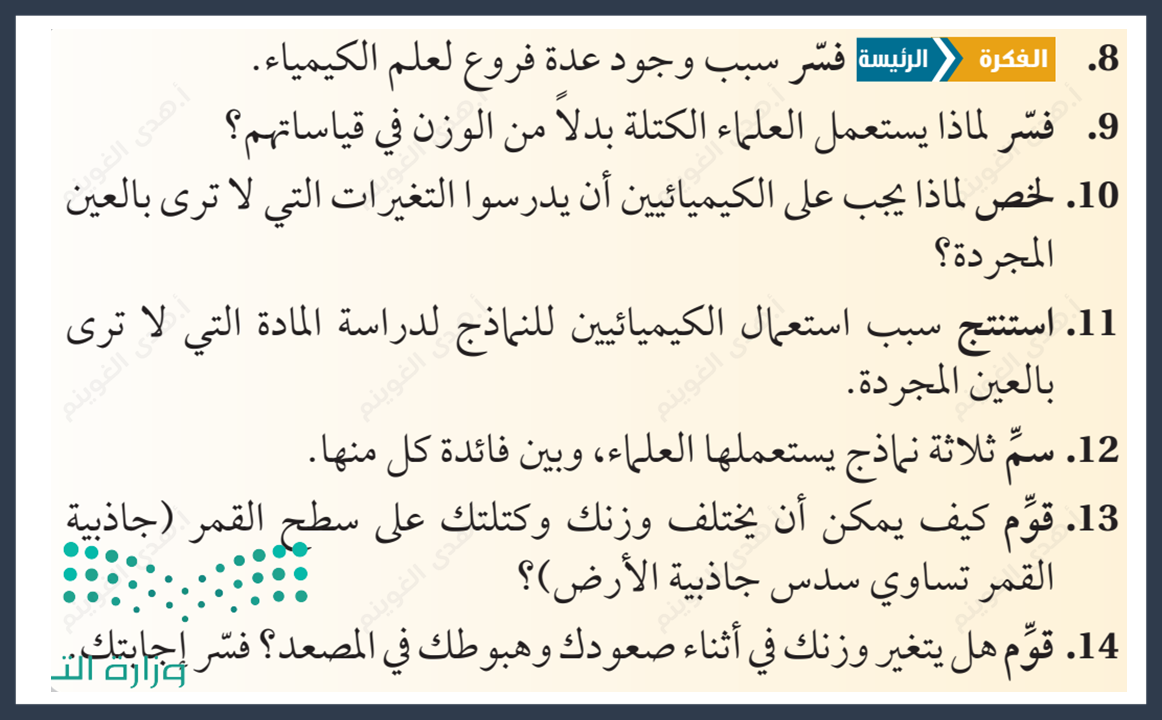 8. الفكرة الرئيسة فسّر سبب وجود عدة فروع لعلم الكيمياء.
9. فسّر لماذا يستعمل العلماء الكتلة بدلاً من الوزن في قياساتهم؟
10. لخص لماذا يجب على الكيميائيين أن يدرسوا التغيرات التي لا ترى بالعين
المجردة؟
11. استنتج سبب استعمال الكيميائيين للنماذج لدراسة المادة التي لا ترى
بالعين المجردة.
12. سمِّ ثلاثة نماذج يستعملها العلماء، وبين فائدة كل منها.
13. قوِّم كيف يمكن أن يختلف وزنك وكتلتك على سطح القمر (جاذبية
القمر تساوي سدس جاذبية الأرض)؟
14. قوِّم هل يتغير وزنك في أثناء صعودك وهبوطك في المصعد؟ فسّر إجابتك.
وزارة التـ
أ.هدى الغوينم